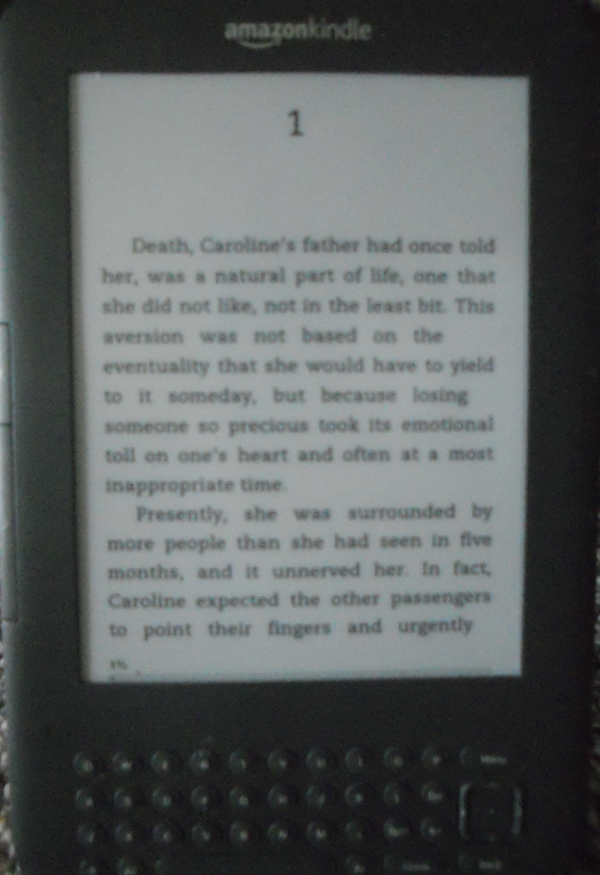 amazonkindle
1
Death, Caroline's father had once told
her, was a natural part of life, one that
she did not like, not in the least bit. This
aversion was not based on the
eventuality that she would have to yield
to it someday, but because losing
someone so precious took its emotional
toll on one's heart and often at a most
inappropriate time.
Presently, she was surrounded by
more people than she had seen in five
months, and it unnerved her. In fact,
Caroline expected the other passengers
to point their fingers and urgently
1%